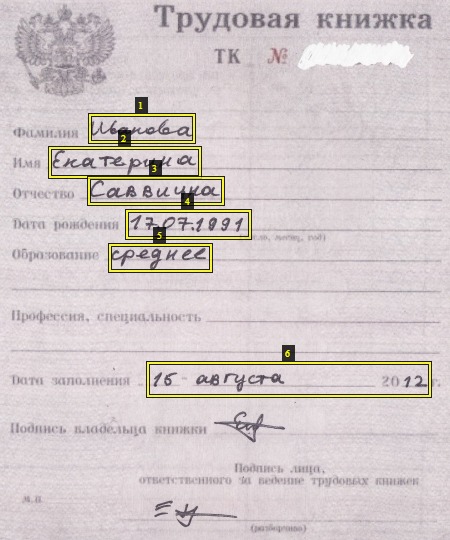 Трудовая книжка
ТК №
Фамилия Иванова
Имя Екатерина
Отчество Саввична
Дата рождения 17.07.1991
(число, месяц, год)
Образование среднее
Профессия, специальность
Дата заполнения 15 августа 2012 г.
Подпись владельца книжки
Подпись лица,
ответственного за ведение трудовых книжек
М.П.
(разборчиво)
1
2
3
4
5
6